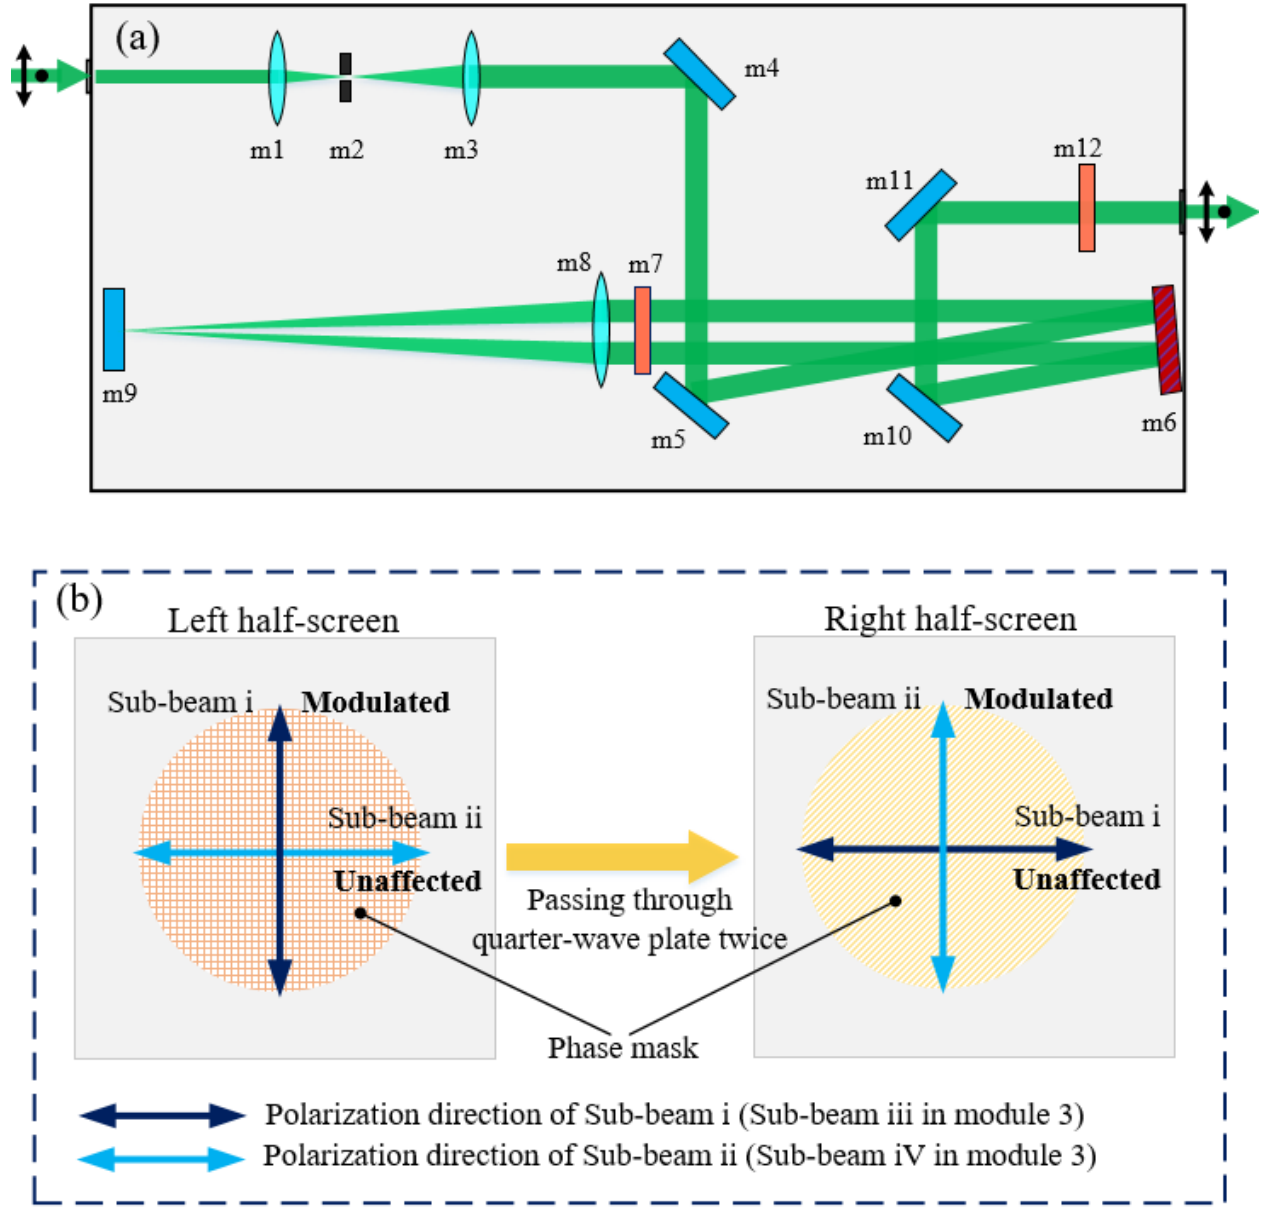 (a)
m1
m2
m3
m4
m11
m12
m8
m7
m9
m5
m10
m6
(b)
Left half-screen
Right half-screen
Sub-beam i
Modulated
Sub-beam ii
Unaffected
Passing through
quarter-wave plate twice
Sub-beam ii
Modulated
Sub-beam i
Unaffected
Phase mask
Polarization direction of Sub-beam i (Sub-beam iii in module 3)
Polarization direction of Sub-beam ii (Sub-beam iV in module 3)